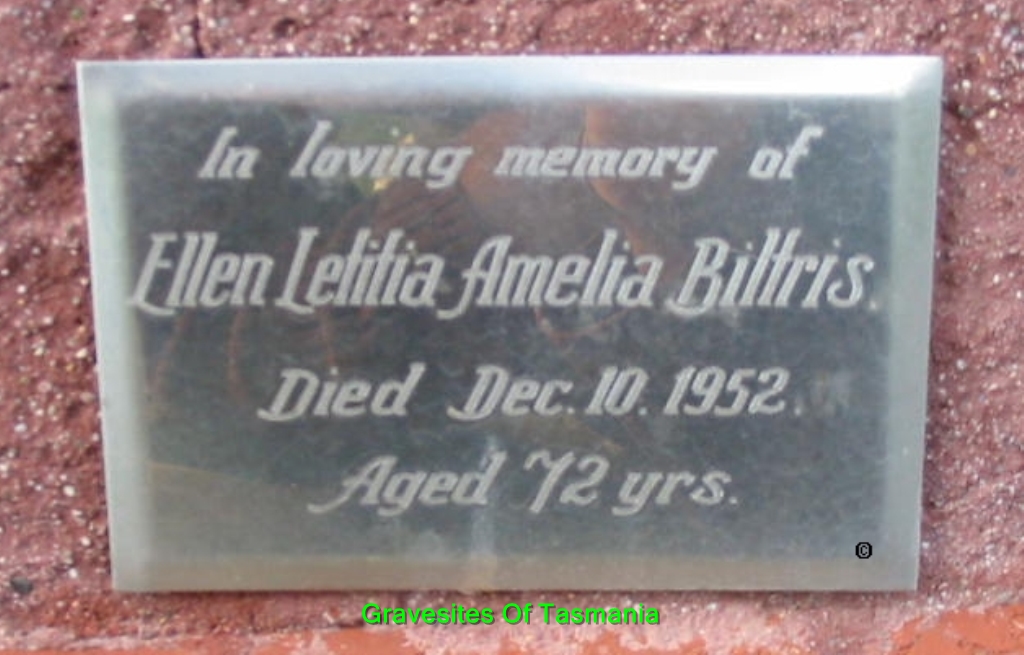 In loving memory of
Ellen Letitia Amelia Biltris.
Died Dec. 10. 1952.
Aged 72 yrs.
©
Gravesites Of Tasmania